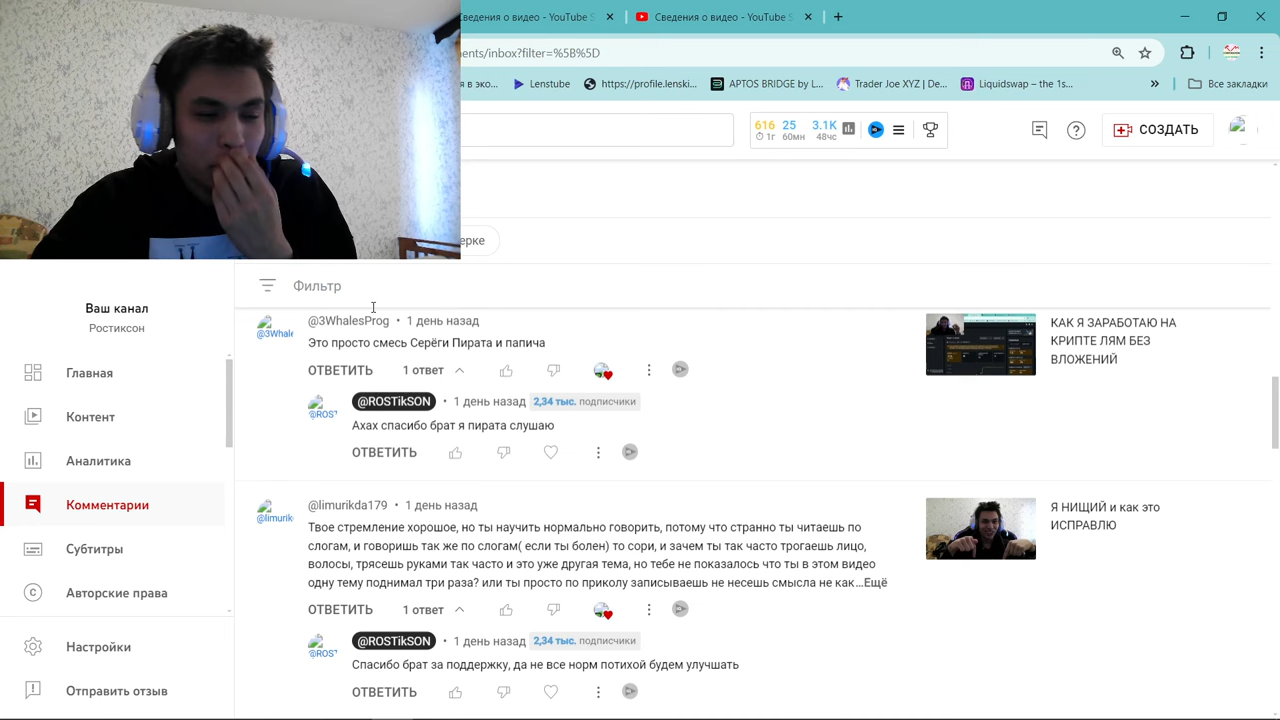 Сведения о видео - YouTube •
Сведения о видео - YouTube •
ents/inbox?filter=%5B%5D
в эко...
Lenstube
https://profile.lenski...
APTOS BRIDGE by L...
Trader Joe XYZ | De...
Liquidswap – Liquid...
»
Все закладки
616 25 3.1K
1г 60мн 48чс
СОЗДАТЬ
ерке
Фильтр
Ваш канал
Ростиксон
Главная
Контент
Аналитика
Комментарии
Субтитры
Авторские права
Настройки
Отправить отзыв
@3WhalesProg • 1 день назад
Это просто смесь Серёги Пирата и папича
ОТВЕТИТЬ 1 ответ
@ROSTikSON • 1 день назад 2,34 тыс. подписчики
Ахах спасибо брат я пирата слушаю
ОТВЕТИТЬ
КАК Я ЗАРАБОТАЮ НА
КРИПТЕ ЛЯМ БЕЗ
ВЛОЖЕНИЙ
@limurikda179 • 1 день назад
Твое стремление хорошое, но ты научить нормально говорить, потому что странно ты читаешь по
слогам, и говоришь так же по слогам( если ты болен) то сори, и зачем ты так часто трогаешь лицо,
волосы, трясешь руками так часто и это уже другая тема, но тебе не показалось что ты в этом видео
одну тему поднимал три раза? или ты просто по приколу записываешь не несешь смысла не как...Ещё
ОТВЕТИТЬ 1 ответ
@ROSTikSON • 1 день назад 2,34 тыс. подписчики
Спасибо брат за поддержку, да не все норм потихой будем улучшать
ОТВЕТИТЬ
Я НИЩИЙ и как это
ИСПРАВЛЮ